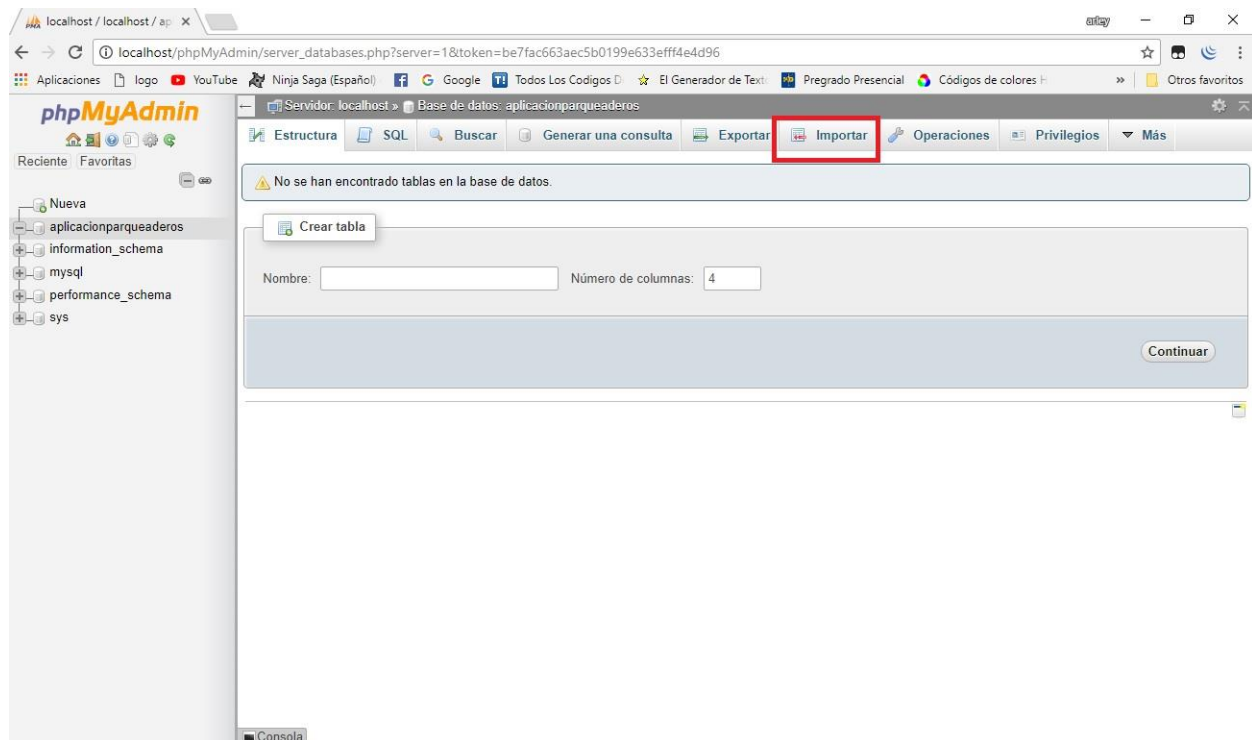 localhost / localhost / ap
localhost/phpMyAdmin/server_databases.php?server=1&token=be7fac663aec5b0199e633efff4e4d96
Aplicaciones logo YouTube Ninja Saga (Español) Google Todos Los Codigos D El Generador de Text Pregrado Presencial Códigos de colores H » Otros favoritos
phpMyAdmin
Reciente Favoritas
Nueva
aplicacionparqueaderos
information_schema
mysql
performance_schema
sys
Servidor: localhost » Base de datos: aplicacionparqueaderos
Estructura SQL Buscar Generar una consulta Exportar Importar Operaciones Privilegios Más
No se han encontrado tablas en la base de datos.
Crear tabla
Nombre: Número de columnas: 4
Continuar
Consola